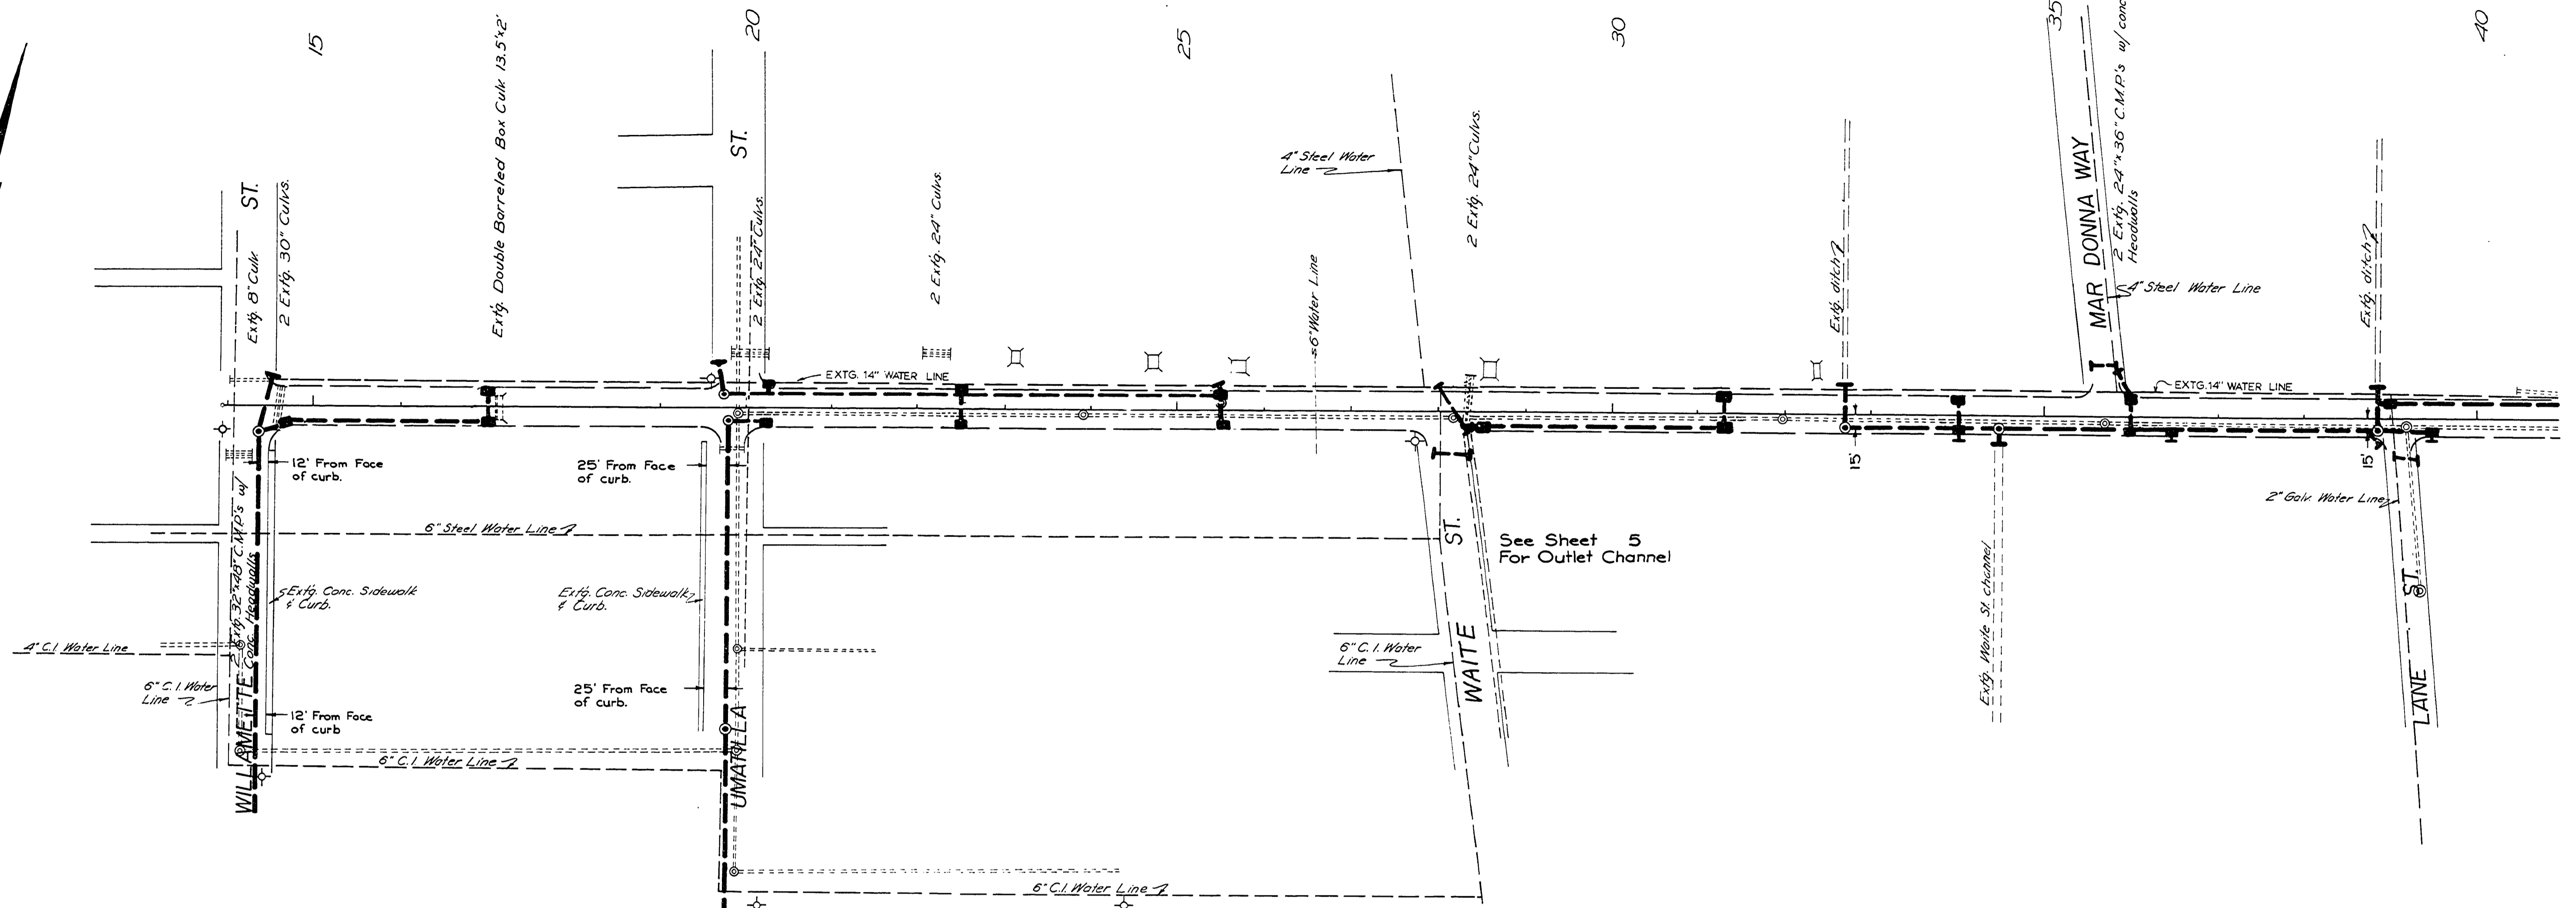 15
20
25
30
35
40
ST.
Extg. 8" Culv.
2 Extg. 30" Culvs.
Extg. Double Barreled Box Culv. 13.5'x2'
ST.
2 Extg. 24" Culvs.
2 Extg. 24" Culvs.
4" Steel Water
Line
2 Extg. 24" Culvs.
6" Water Line
Extg. ditch
MAR DONNA WAY
2 Extg. 24"x36" C.M.P.'s w/ conc.
Headwalls
4" Steel Water Line
Extg. ditch
EXTG. 14" WATER LINE
EXTG. 14" WATER LINE
12' From Face
of curb.
25' From Face
of curb.
15'
15'
2" Galv. Water Line
6" Steel Water Line
ST.
See Sheet 5
For Outlet Channel
2 Extg. 32"x48" C.M.P.'s w/
Conc. Headwalls
Extg. Conc. Sidewalk
& Curb.
Extg. Conc. Sidewalk
& Curb.
Extg. Waite St. channel
ST.
4" C.I. Water Line
6" C.I. Water
Line
6" C.I. Water
Line
WAITE
25' From Face
of curb.
12' From Face
of curb
LANE
WILLAMETTE
UMATILLA
6" C.I. Water Line
6" C.I. Water Line